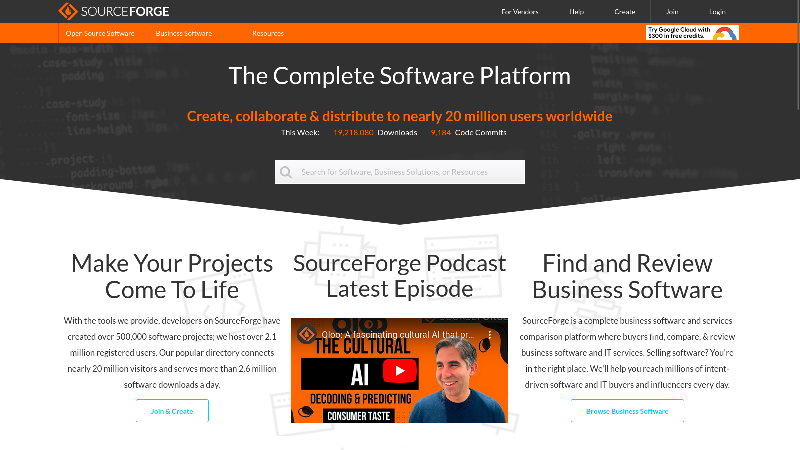 SOURCEFORGE
For Vendors Help Create Join Login
Open Source Software Business Software Resources
Try Google Cloud with
$300 in free credits.
The Complete Software Platform
Create, collaborate & distribute to nearly 20 million users worldwide
This Week: 19,218,080 Downloads 9,184 Code Commits
Search for Software, Business Solutions, or Resources
Make Your Projects
Come To Life
With the tools we provide, developers on SourceForge have
created over 500,000 software projects; we host over 2.1
million registered users. Our popular directory connects
nearly 20 million visitors and serves more than 2.6 million
software downloads a day.
Join & Create
SourceForge Podcast
Latest Episode
Qloo: A fascinating cultural AI that pr...
THE CULTURAL
AI
DECODING & PREDICTING
CONSUMER TASTE
Find and Review
Business Software
SourceForge is a complete business software and services
comparison platform where buyers find, compare, & review
business software and IT services. Selling software? You're
in the right place. We'll help you reach millions of intent-
driven software and IT buyers and influencers every day.
Browse Business Software